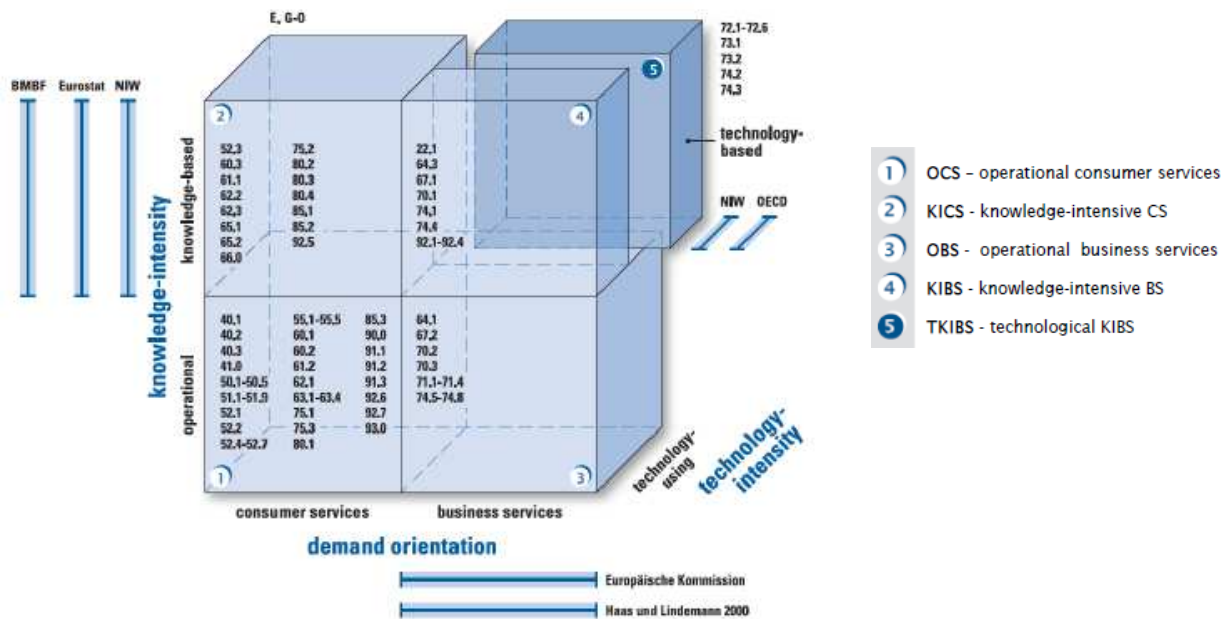 E, G-O
72.1-72.6
73.1
73.2
74.2
74.3
BMBF Eurostat NIW
5
2
4
technology-
based
knowledge-based
52.3 75.2 22.1
60.3 80.2 64.3
61.1 80.3 67.1
62.2 80.4 70.1
62.3 85.1 74.1
65.1 85.2 74.4
65.2 92.5 92.1-92.4
66.0
NIW OECD
knowledge-intensity
operational
40.1 55.1-55.5 85.3 64.1
40.2 60.1 90.0 67.2
40.3 60.2 91.1 70.2
41.0 61.2 91.2 70.3
50.1-50.5 62.1 91.3 71.1-71.4
51.1-51.9 63.1-63.4 92.6 74.5-74.8
52.1 75.1 92.7
52.2 75.3 93.0
52.4-52.7 80.1
1
3
technology-
using
technology-
intensity
consumer services business services
demand orientation
Europäische Kommission
Haas und Lindemann 2000
1 OCS – operational consumer services
2 KICS - knowledge-intensive CS
3 OBS - operational business services
4 KIBS - knowledge-intensive BS
5 TKIBS - technological KIBS